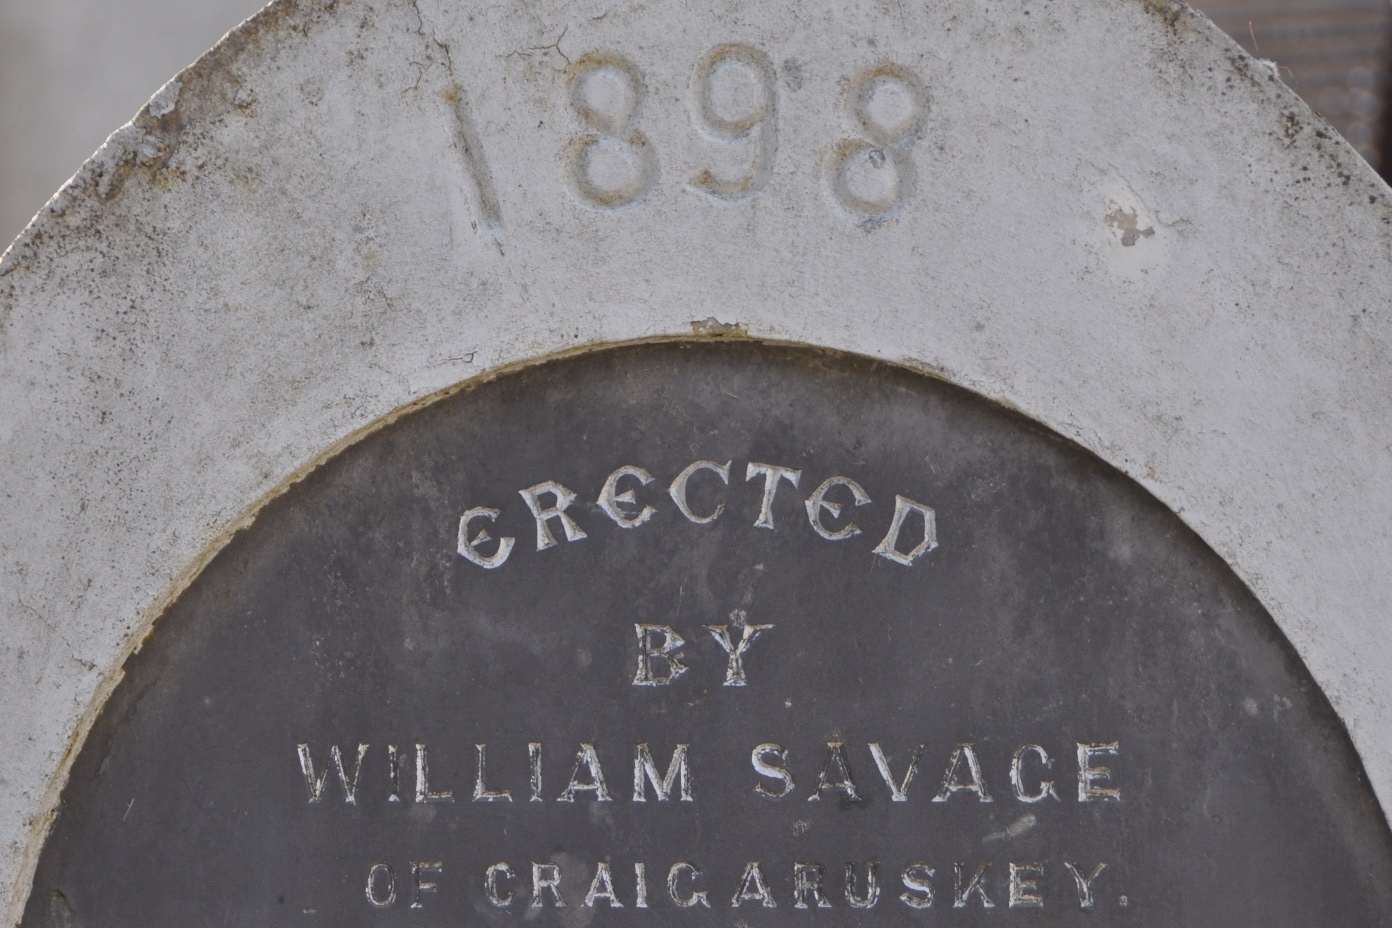 1898
ERECTED
BY
WILLIAM SAVAGE
OF CRAIGARUSKEY.